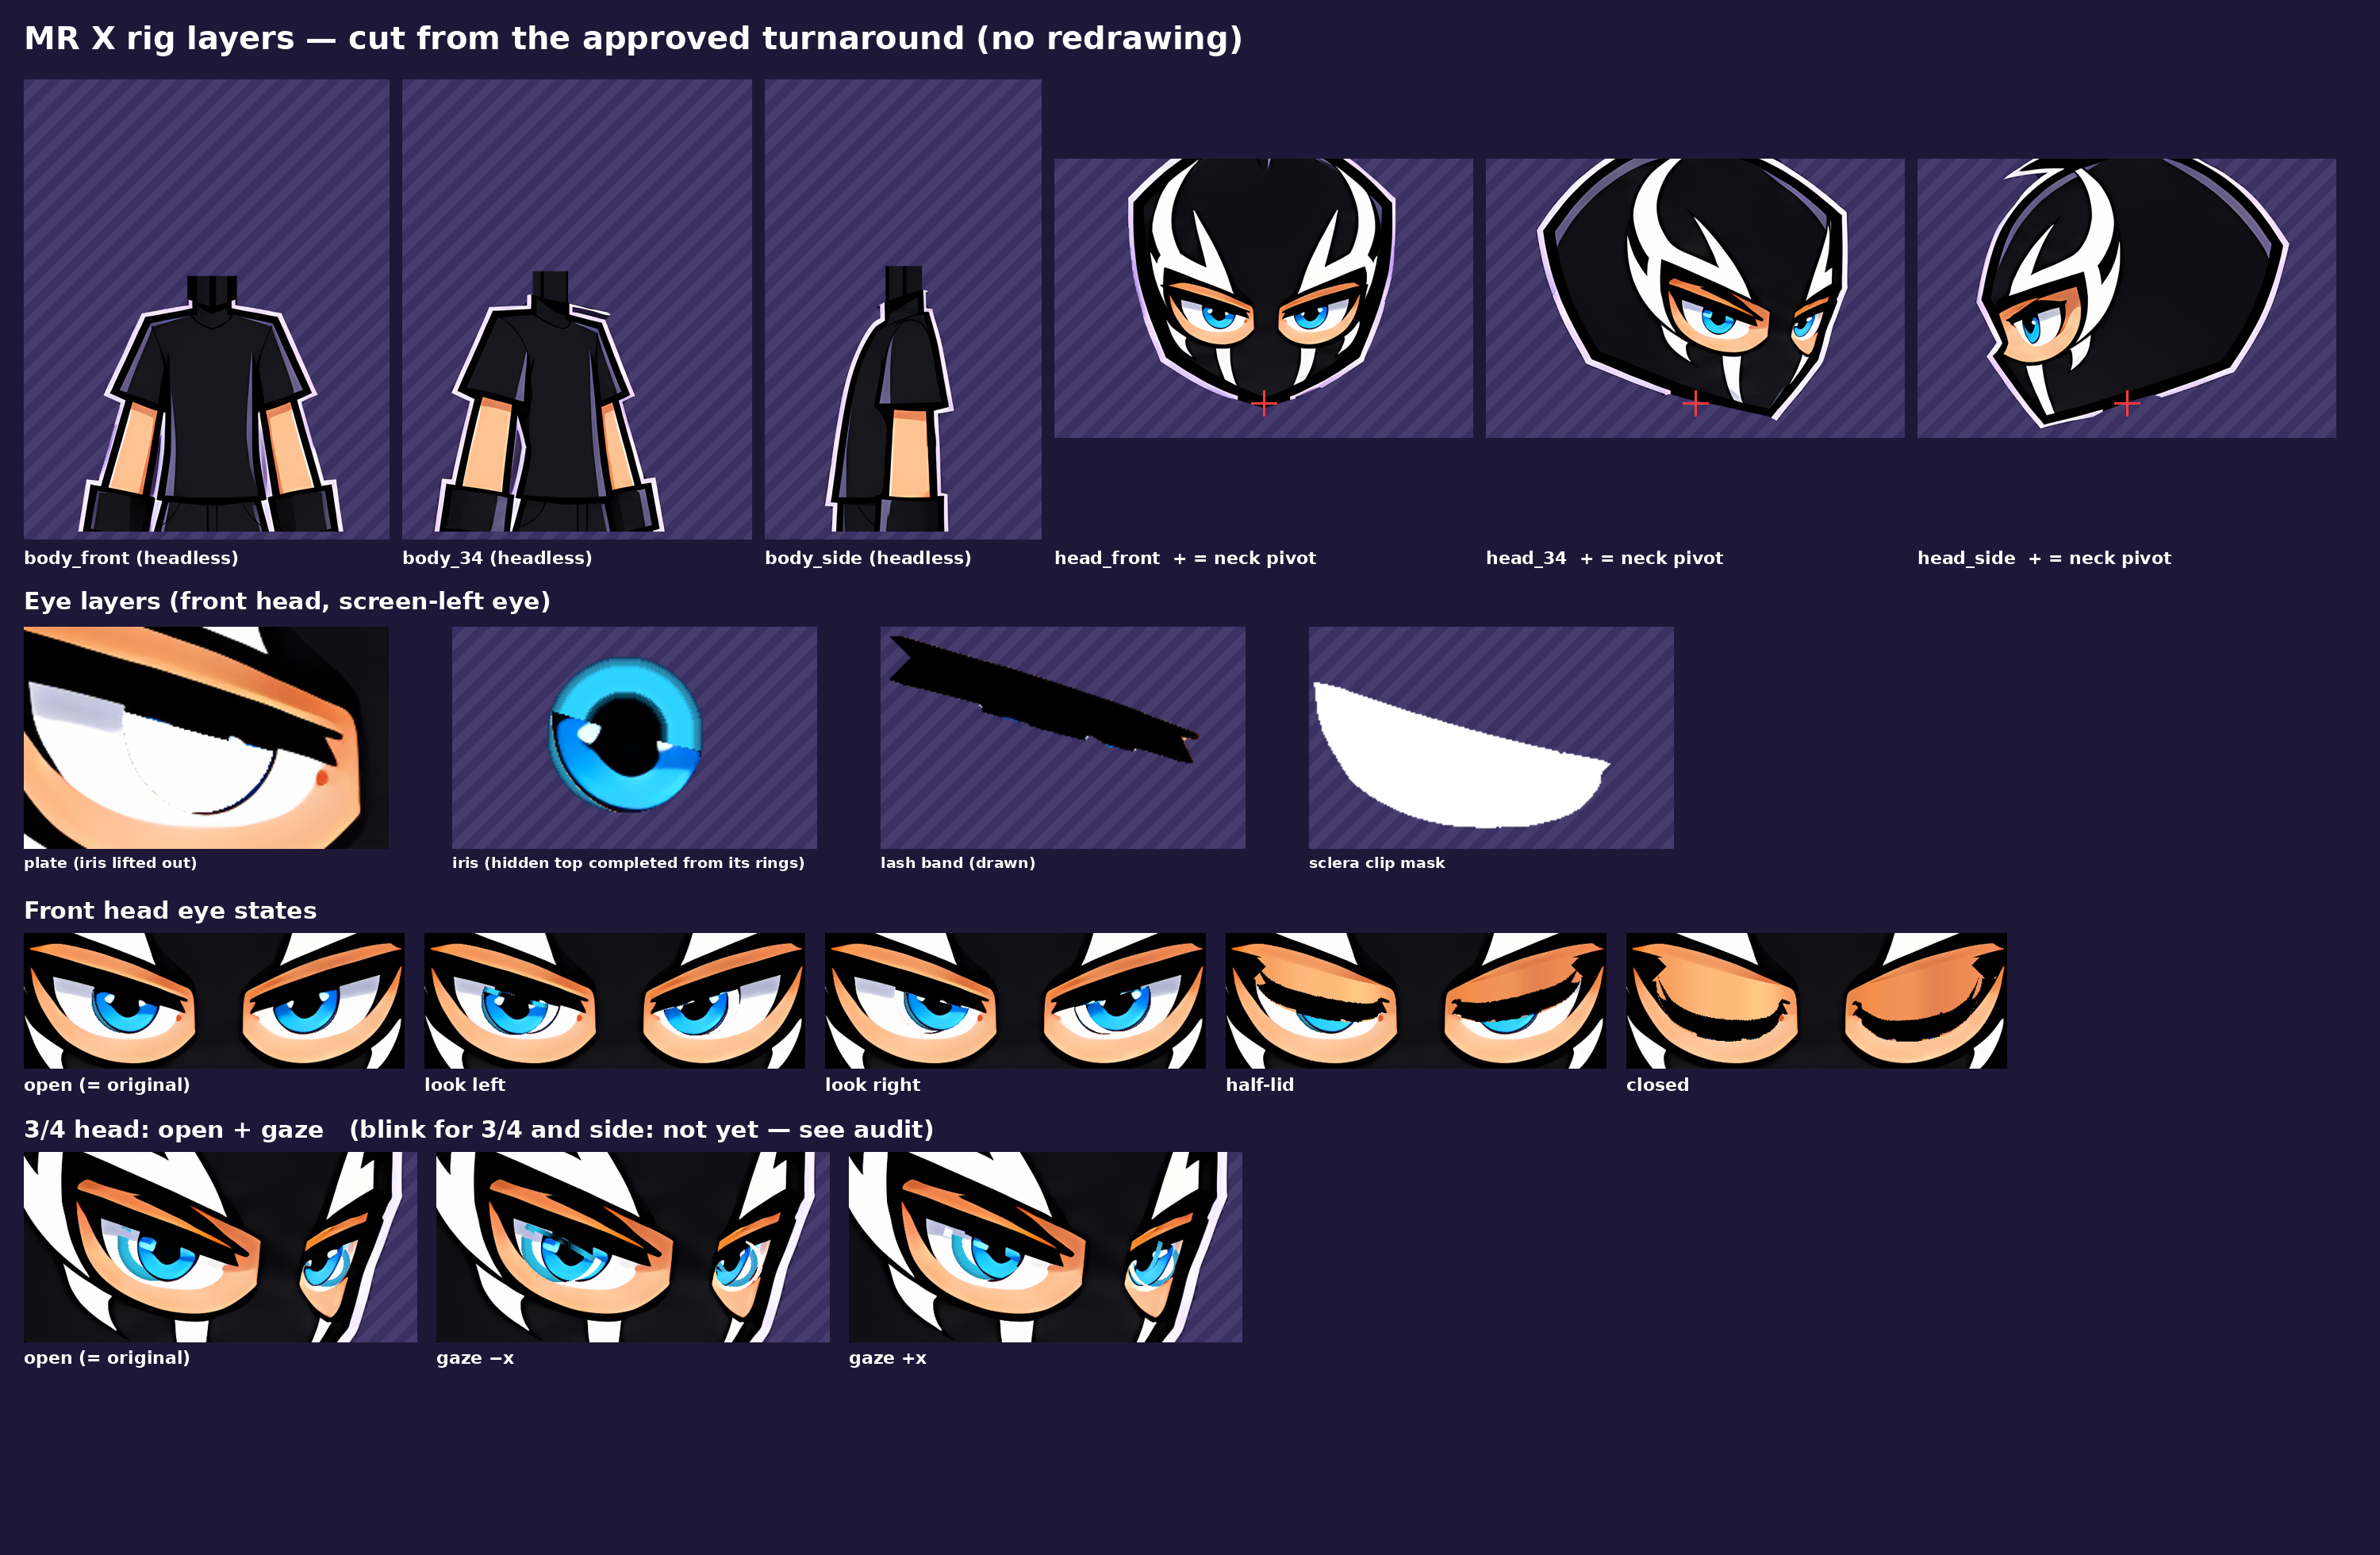 MR X rig layers — cut from the approved turnaround (no redrawing)
body_front (headless)
body_34 (headless)
body_side (headless)
head_front + = neck pivot
head_34 + = neck pivot
head_side + = neck pivot
Eye layers (front head, screen-left eye)
plate (iris lifted out)
iris (hidden top completed from its rings)
lash band (drawn)
sclera clip mask
Front head eye states
open (= original)
look left
look right
half-lid
closed
3/4 head: open + gaze (blink for 3/4 and side: not yet — see audit)
open (= original)
gaze −x
gaze +x